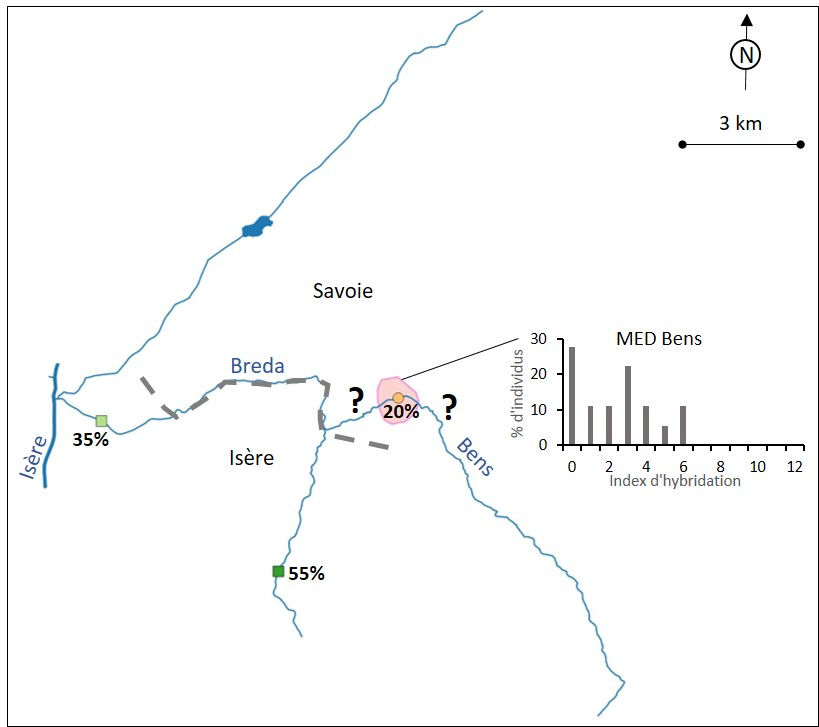 N
3 km
Savoie
Breda
?
20%
?
35%
Isère
Isère
Bens
55%
MED Bens
% d'individus
30
20
10
0
0 2 4 6 8 10 12
Index d'hybridation